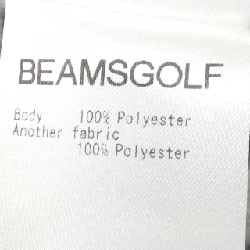 BEAMSGOLF
Body 100% Polyester
Another fabric
100% Polyester